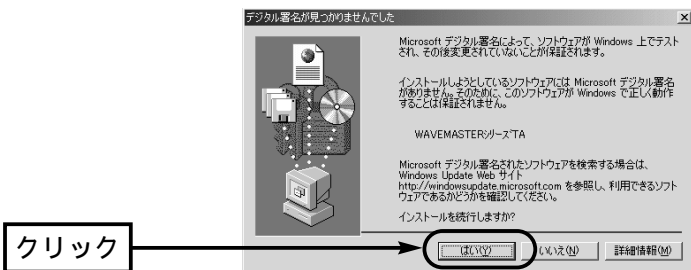 デジタル署名が見つかりませんでした
Microsoft デジタル署名によって、ソフトウェアが Windows 上でテスト
され、その後変更されていないことが保証されます。
インストールしようとしているソフトウェアには Microsoft デジタル署名
がありません。そのために、このソフトウェアが Windows で正しく動作
することは保証されません。
WAVEMASTERシリーズTA
Microsoft デジタル署名されたソフトウェアを検索する場合は、
Windows Update Web サイト
http://windowsupdate.microsoft.com を参照し、利用できるソフト
ウェアであるかどうかを確認してください。
インストールを続行しますか?
クリック
はい(Y)
いいえ(N)
詳細情報(M)